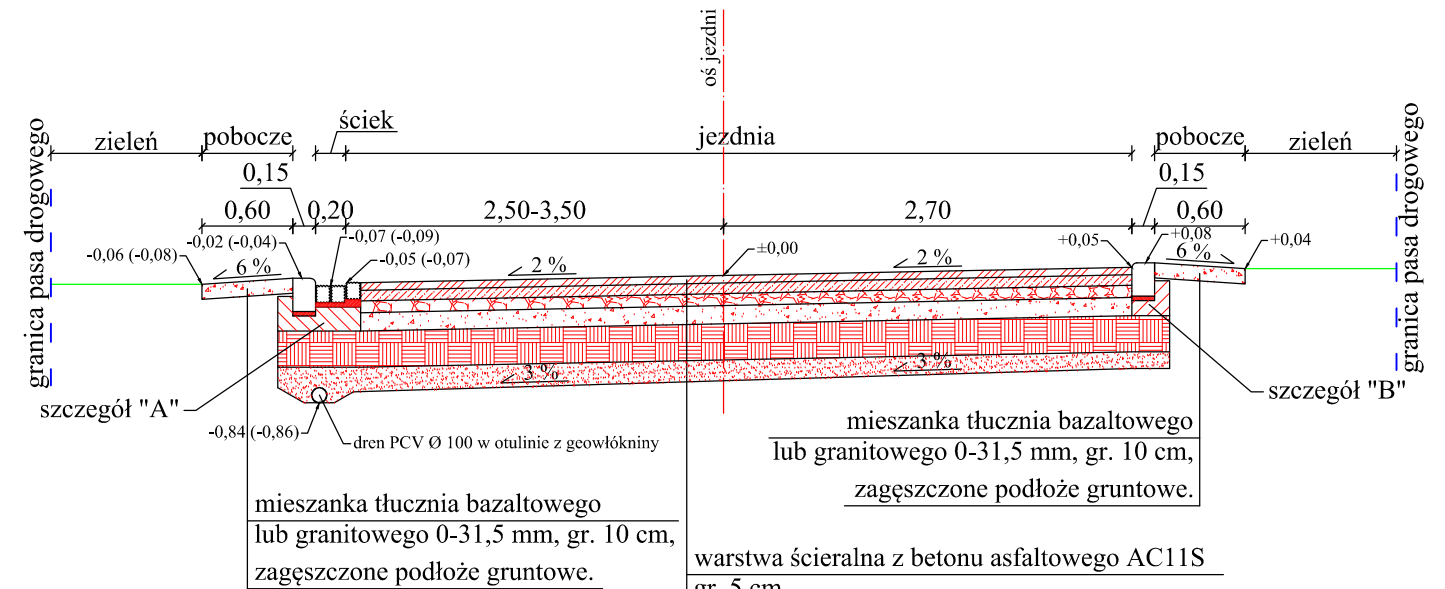 oś jezdni
granica pasa drogowego
zieleń
pobocze
ściek
jezdnia
pobocze
zieleń
granica pasa drogowego
0,15
0,15
0,60
0,20
2,50-3,50
2,70
0,60
-0,06 (-0,08)
-0,02 (-0,04)
-0,07 (-0,09)
-0,05 (-0,07)
±0,00
+0,05
+0,08
+0,04
6 %
2 %
2 %
6 %
3 %
3 %
szczegół "A"
szczegół "B"
-0,84 (-0,86)
dren PCV Ø 100 w otulinie z geowłókniny
mieszanka tłucznia bazaltowego
lub granitowego 0-31,5 mm, gr. 10 cm,
zagęszczone podłoże gruntowe.
mieszanka tłucznia bazaltowego
lub granitowego 0-31,5 mm, gr. 10 cm,
zagęszczone podłoże gruntowe.
warstwa ścieralna z betonu asfaltowego AC11S
gr. 5 cm